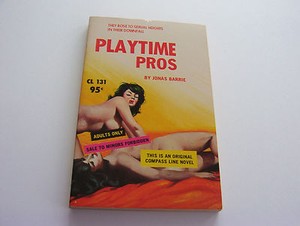 PLAYTIME
PROS
BY JONAS BARRIE
CL 131
95¢
ADULTS ONLY
SALE TO MINORS FORBIDDEN
THIS IS AN ORIGINAL
COMPASS LINE NOVEL